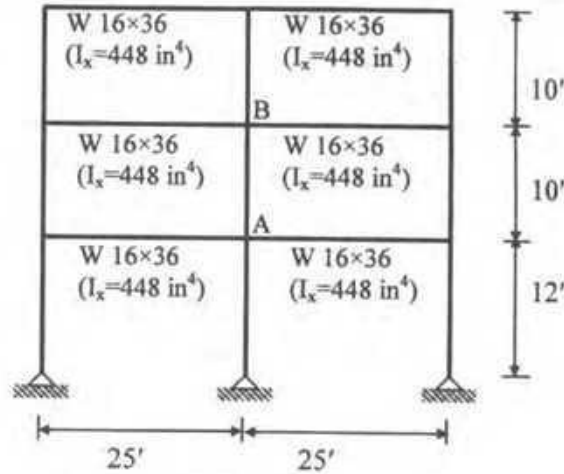 W 16×36 W 16×36
(Iₓ=448 in⁴) (Iₓ=448 in⁴)
10'
B
W 16×36 W 16×36
(Iₓ=448 in⁴) (Iₓ=448 in⁴)
10'
A
W 16×36 W 16×36
(Iₓ=448 in⁴) (Iₓ=448 in⁴)
12'
25' 25'